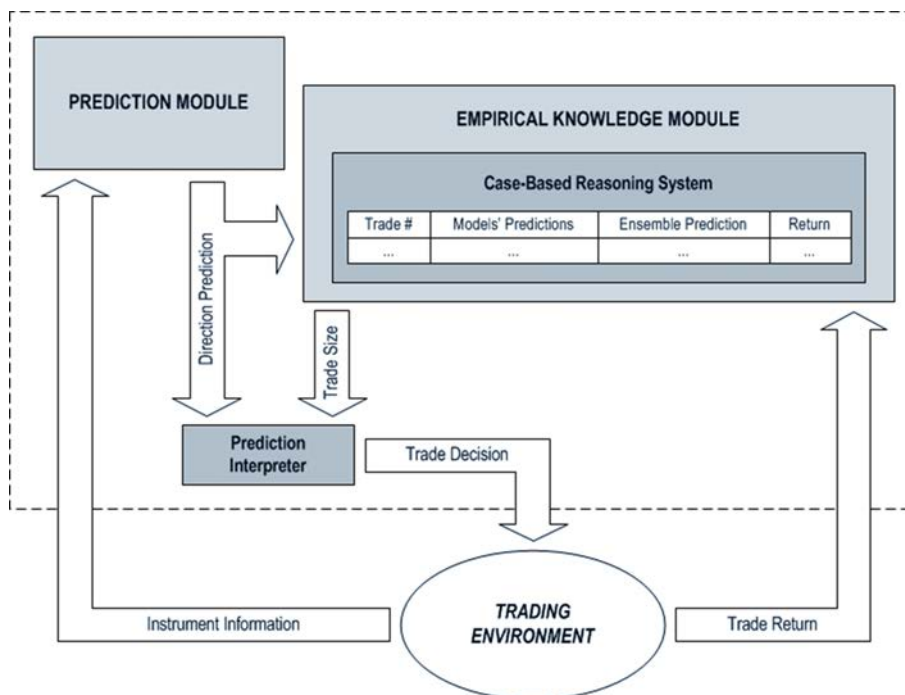 PREDICTION MODULE
EMPIRICAL KNOWLEDGE MODULE
Case-Based Reasoning System
Trade # Models' Predictions Ensemble Prediction Return
... ... ... ...
Direction Prediction
Trade Size
Prediction
Interpreter
Trade Decision
TRADING
ENVIRONMENT
Instrument Information
Trade Return